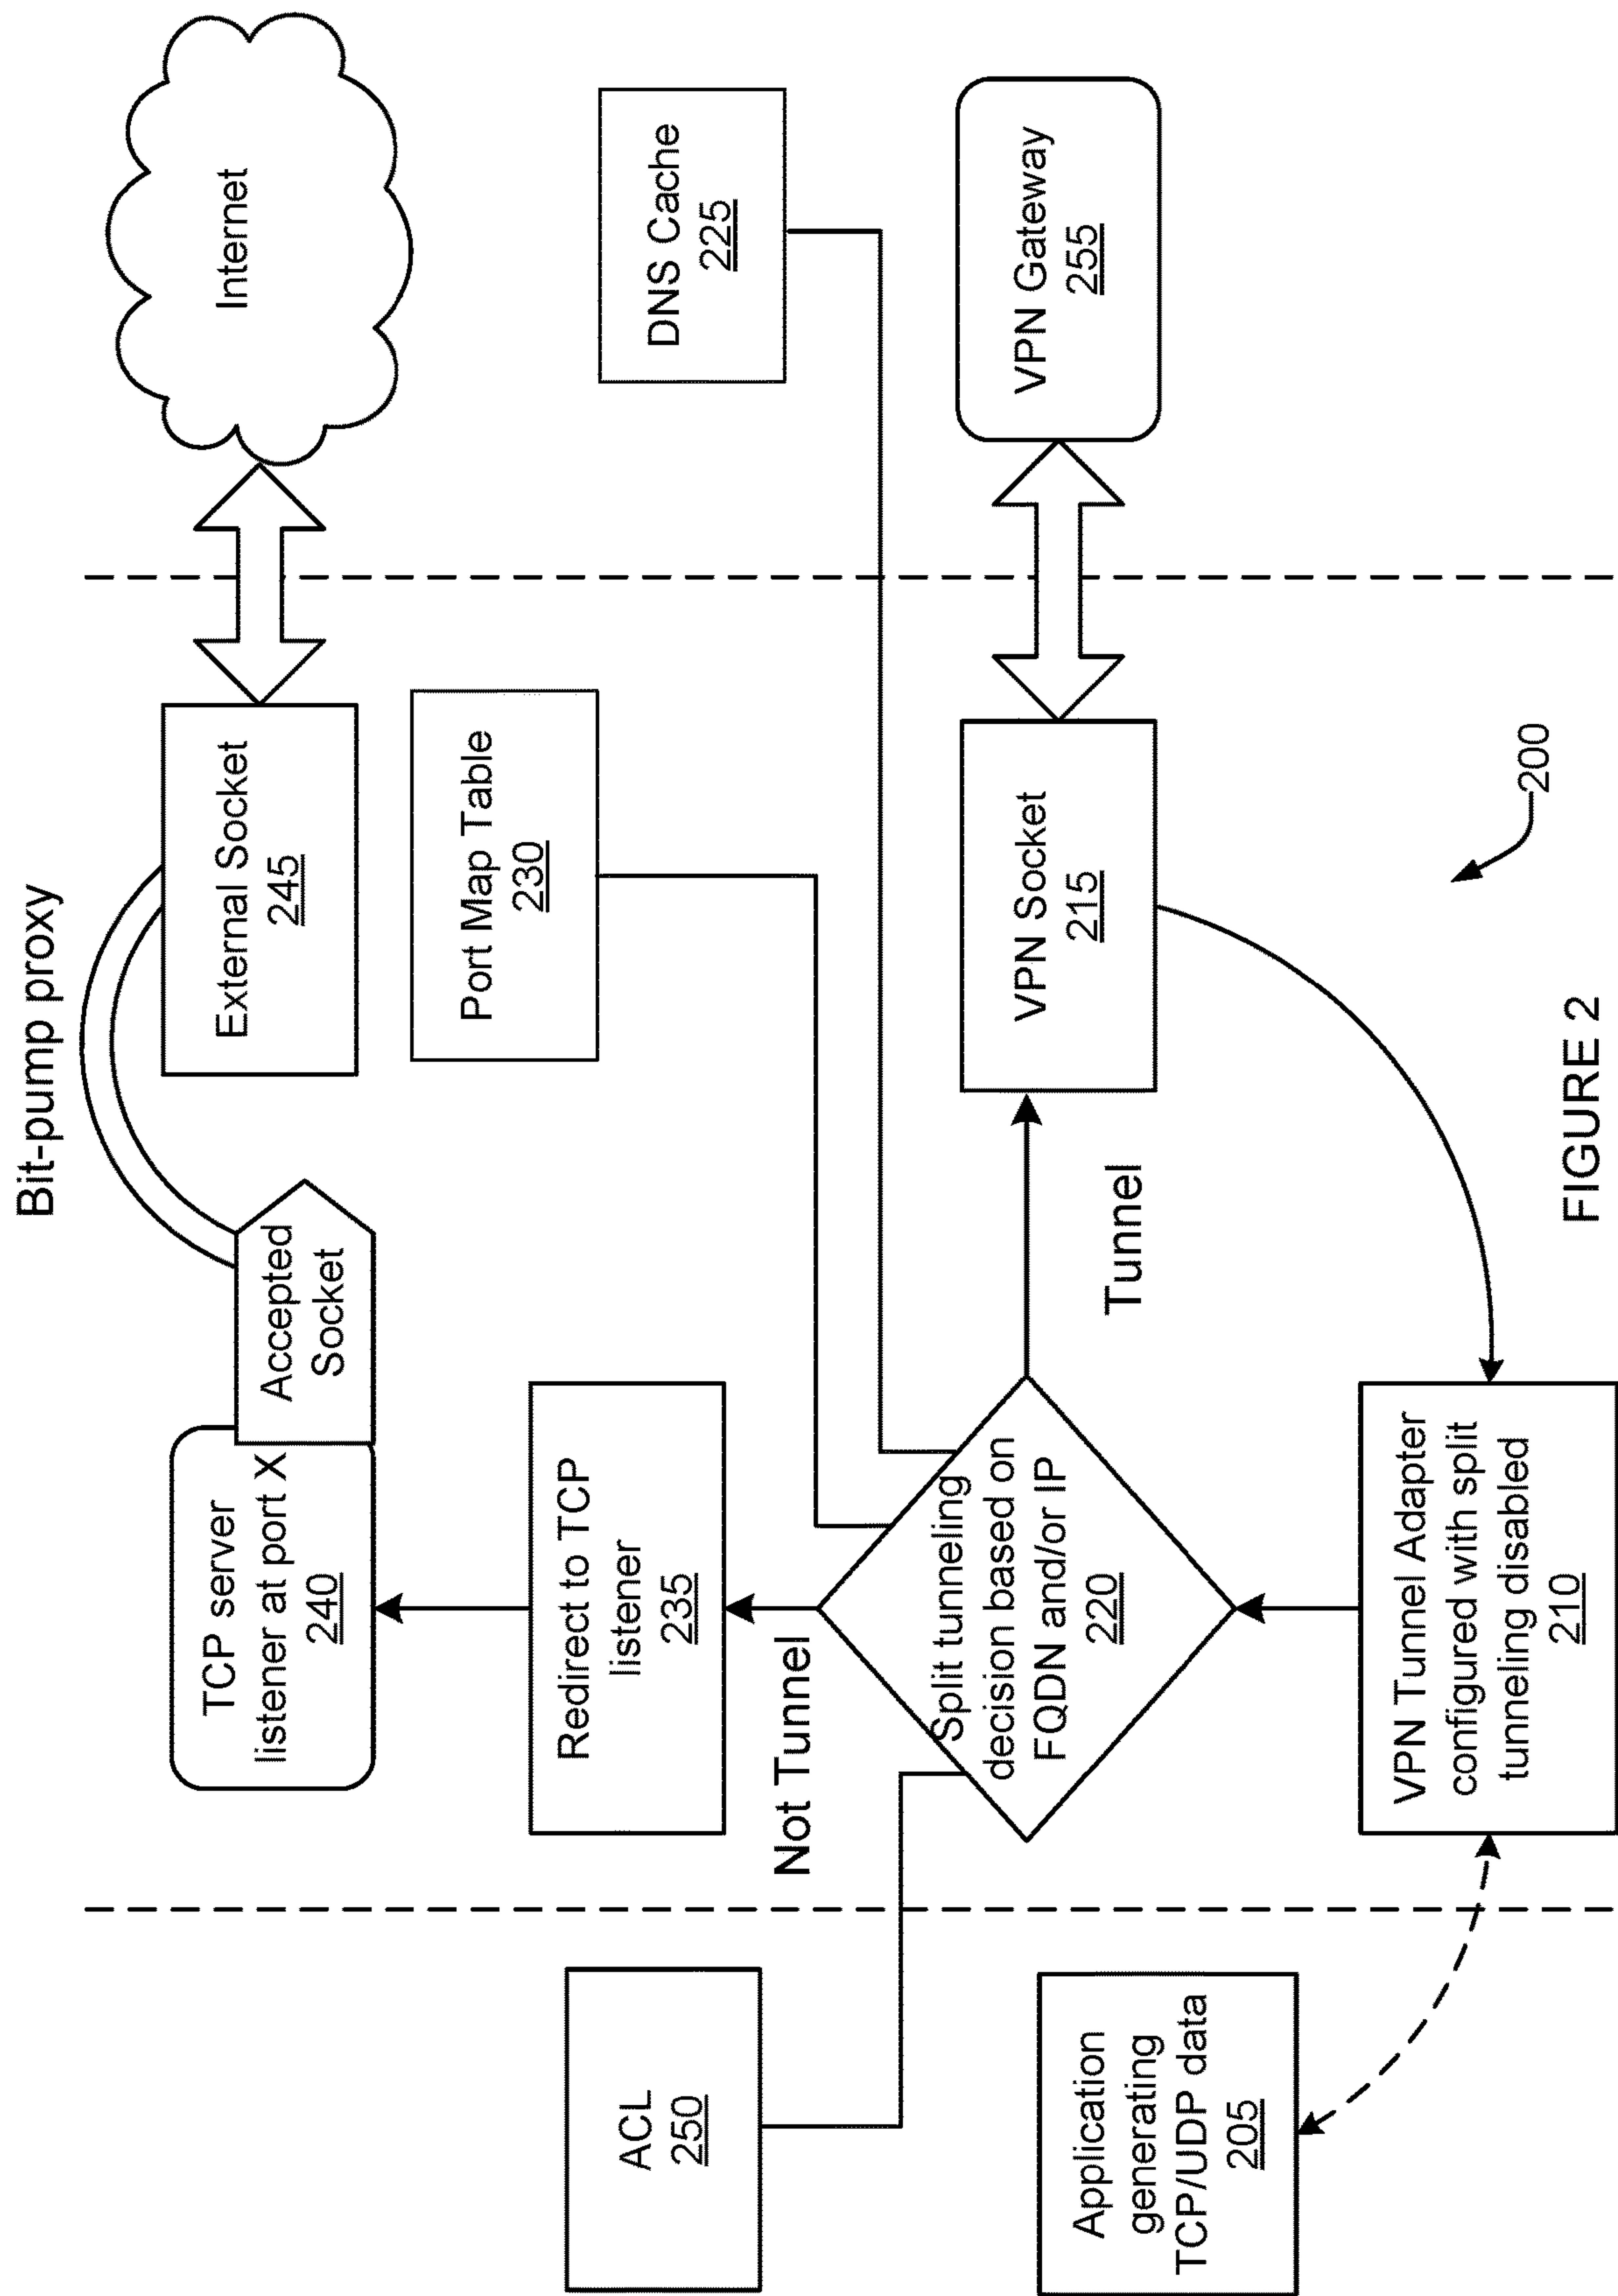 Bit-pump proxy
TCP server
listener at port X
240
Accepted
Socket
External Socket
245
Internet
ACL
250
Redirect to TCP
listener
235
Port Map Table
230
DNS Cache
225
Not Tunnel
Split tunneling
decision based on
FQDN and/or IP
220
Tunnel
VPN Socket
215
VPN Gateway
255
Application
generating
TCP/UDP data
205
VPN Tunnel Adapter
configured with split
tunneling disabled
210
200
FIGURE 2